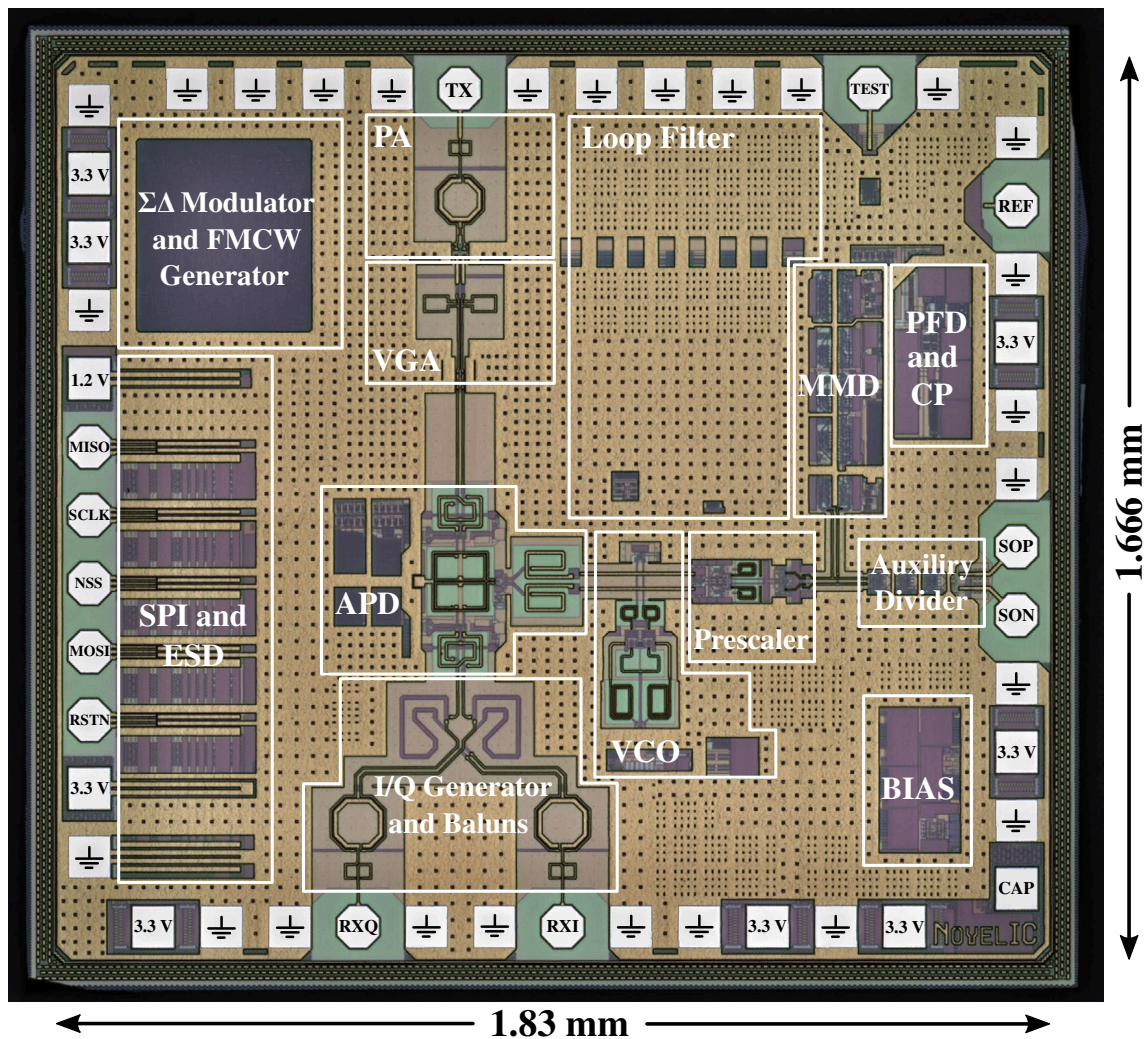 TX
TEST
PA
Loop Filter
3.3 V
ΣΔ Modulator
and FMCW
Generator
REF
3.3 V
VGA
PFD
and
CP
3.3 V
MMD
1.2 V
MISO
SCLK
SOP
NSS
APD
Auxiliry
Divider
SPI and
ESD
SON
MOSI
Prescaler
RSTN
VCO
3.3 V
3.3 V
I/Q Generator
and Baluns
BIAS
CAP
3.3 V
RXQ
RXI
3.3 V
3.3 V
NOVELIC
1.83 mm
1.666 mm